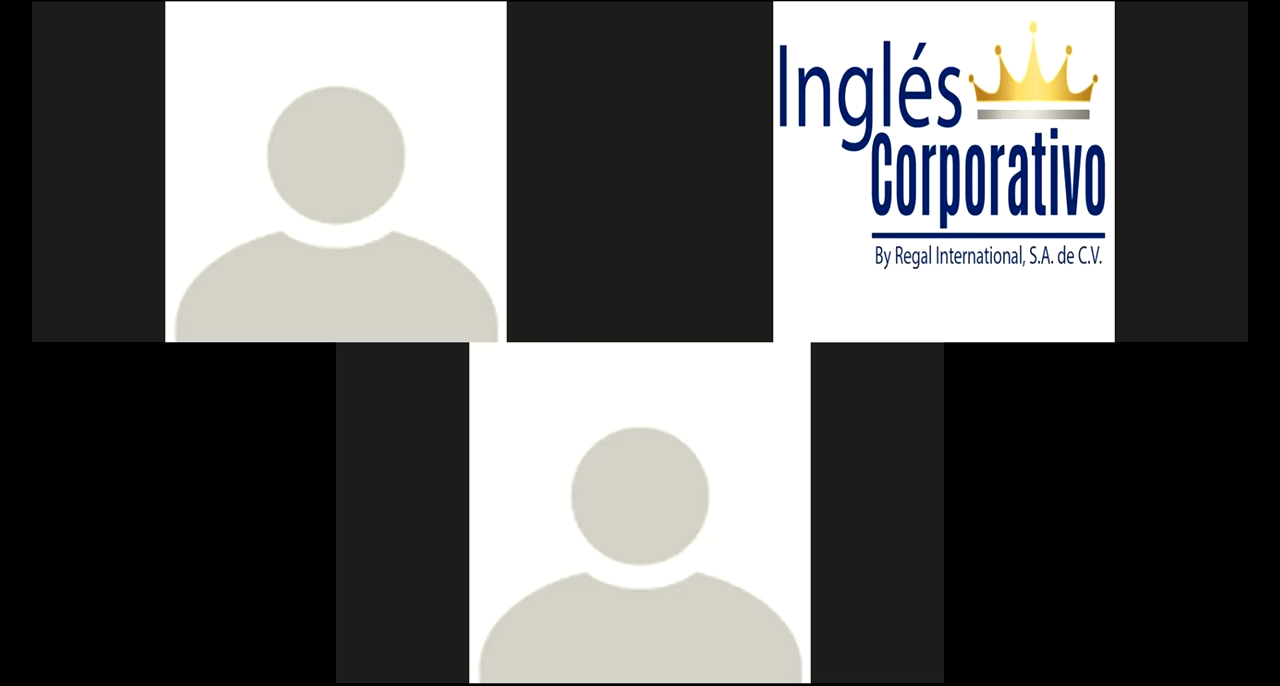 Inglés
Corporativo
By Regal International, S.A. de C.V.